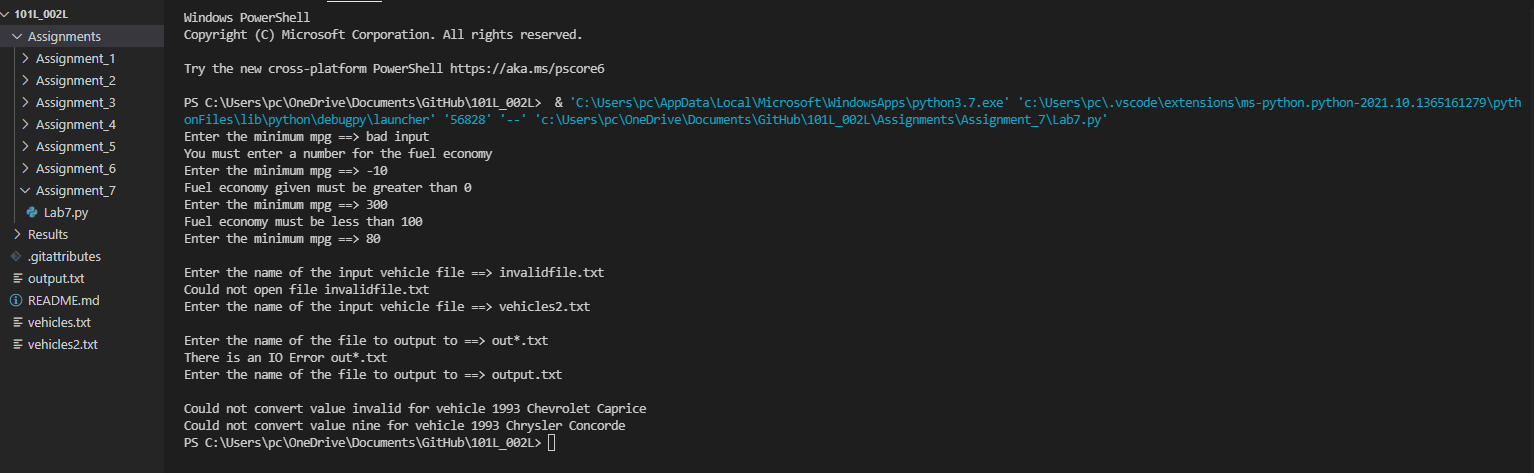 101L_002L
Assignments
Assignment_1
Assignment_2
Assignment_3
Assignment_4
Assignment_5
Assignment_6
Assignment_7
Lab7.py
Results
.gitattributes
output.txt
README.md
vehicles.txt
vehicles2.txt
Windows PowerShell
Copyright (C) Microsoft Corporation. All rights reserved.
Try the new cross-platform PowerShell https://aka.ms/pscore6
PS C:\Users\pc\OneDrive\Documents\GitHub\101L_002L>  & 'C:\Users\pc\AppData\Local\Microsoft\WindowsApps\python3.7.exe' 'c:\Users\pc\.vscode\extensions\ms-python.python-2021.10.1365161279\pyth
onFiles\lib\python\debugpy\launcher' '56828' '--' 'c:\Users\pc\OneDrive\Documents\GitHub\101L_002L\Assignments\Assignment_7\Lab7.py'
Enter the minimum mpg ==> bad input
You must enter a number for the fuel economy
Enter the minimum mpg ==> -10
Fuel economy given must be greater than 0
Enter the minimum mpg ==> 300
Fuel economy must be less than 100
Enter the minimum mpg ==> 80
Enter the name of the input vehicle file ==> invalidfile.txt
Could not open file invalidfile.txt
Enter the name of the input vehicle file ==> vehicles2.txt
Enter the name of the file to output to ==> out*.txt
There is an IO Error out*.txt
Enter the name of the file to output to ==> output.txt
Could not convert value invalid for vehicle 1993 Chevrolet Caprice
Could not convert value nine for vehicle 1993 Chrysler Concorde
PS C:\Users\pc\OneDrive\Documents\GitHub\101L_002L>